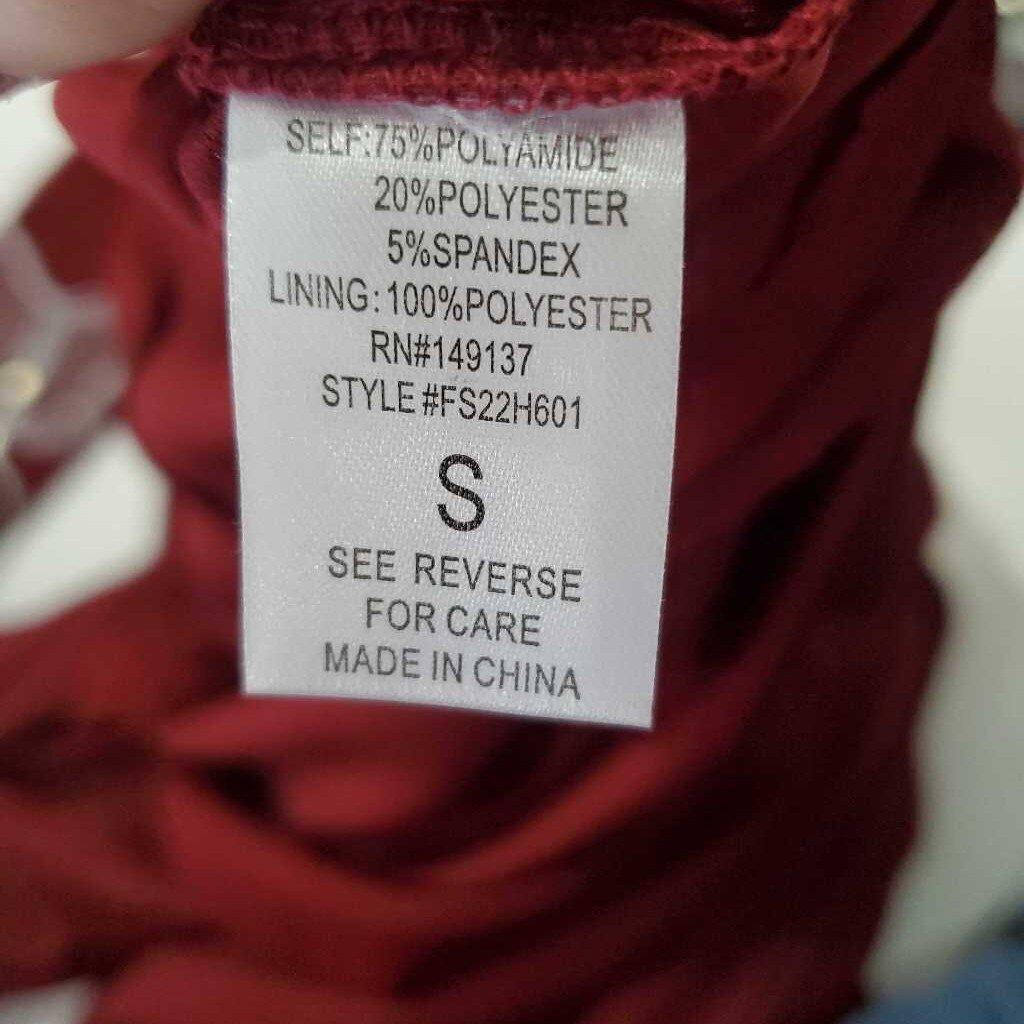 SELF:75%POLYAMIDE
20%POLYESTER
5%SPANDEX
LINING:100%POLYESTER
RN#149137
STYLE#FS22H601
S
SEE REVERSE
FOR CARE
MADE IN CHINA